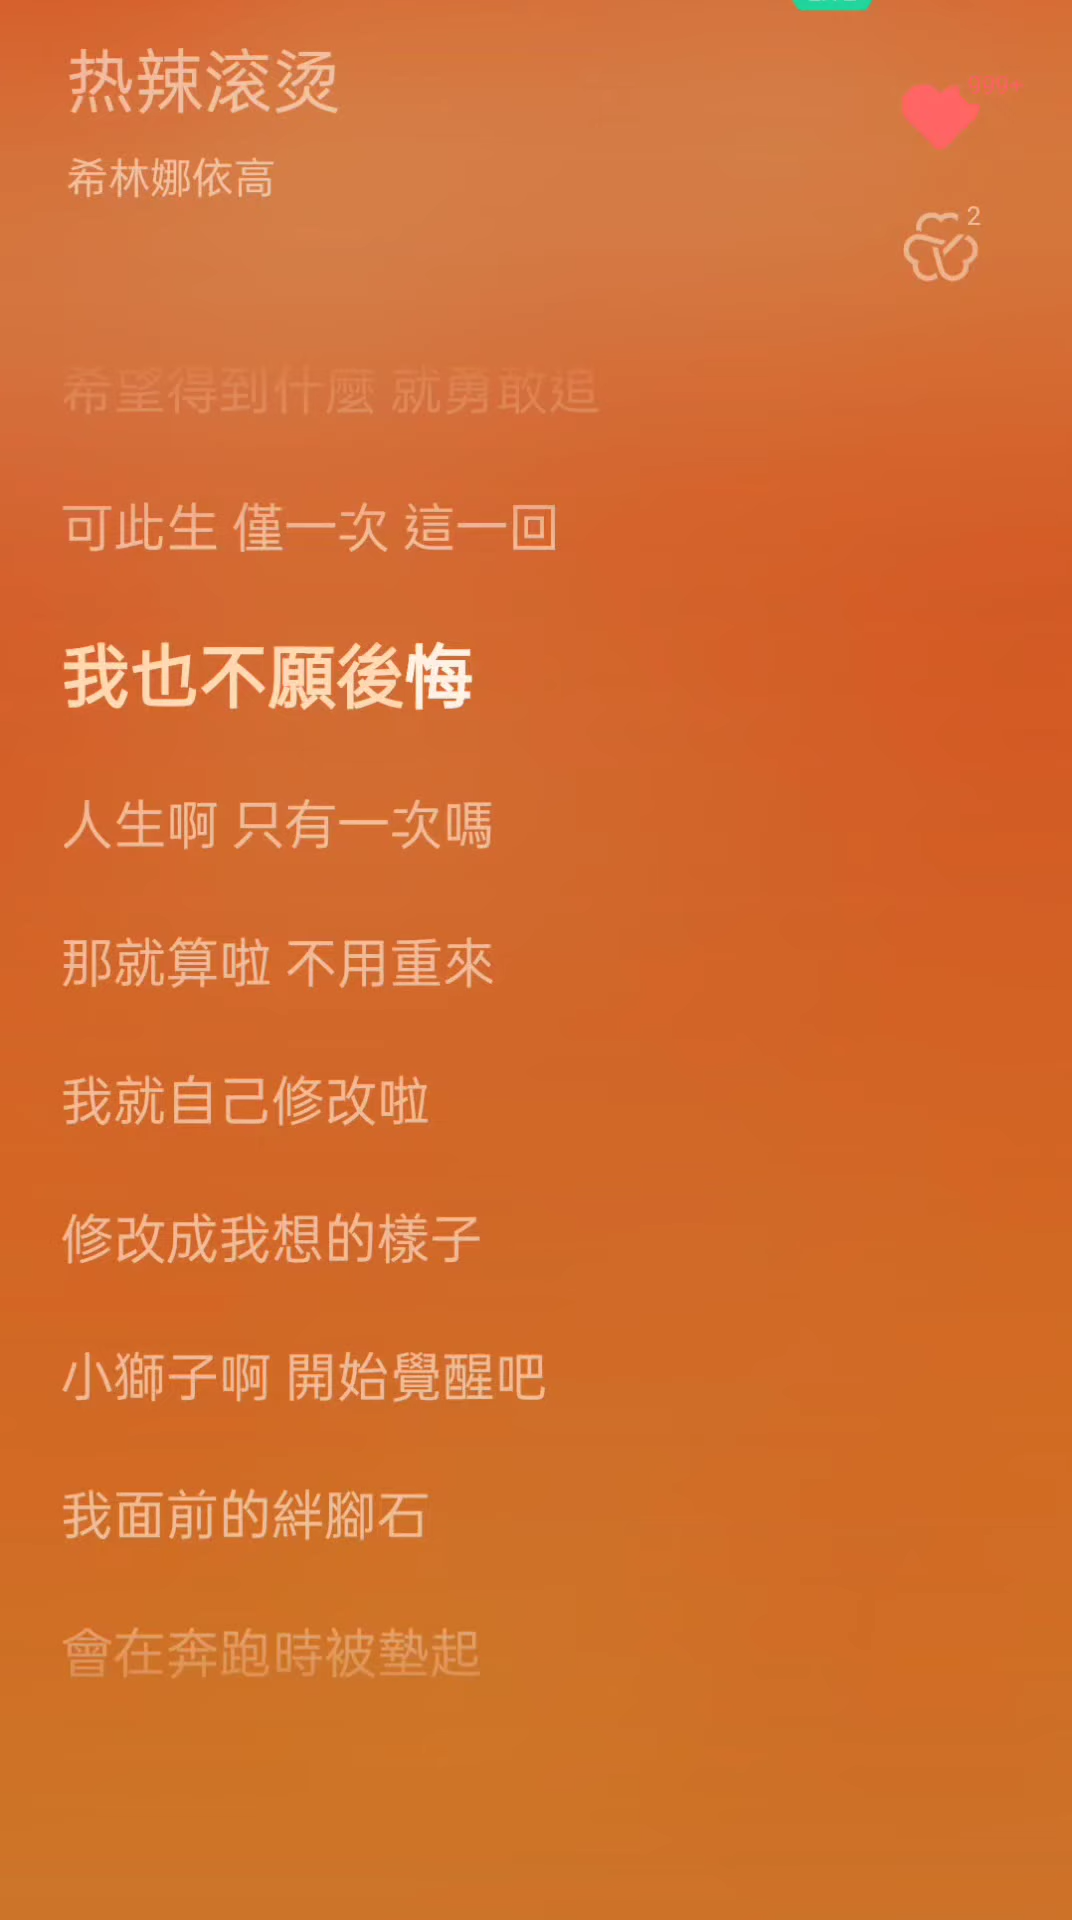 热辣滚烫
希林娜依高
2
希望得到什麼 就勇敢追
可此生 僅一次 這一回
我也不願後悔
人生啊 只有一次嗎
那就算啦 不用重來
我就自己修改啦
修改成我想的樣子
小獅子啊 開始覺醒吧
我面前的絆腳石
會在奔跑時被墊起